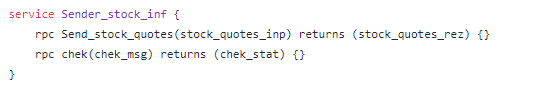 service Sender_stock_inf {
    rpc Send_stock_quotes(stock_quotes_inp) returns (stock_quotes_rez) {}
    rpc chek(chek_msg) returns (chek_stat) {}
}